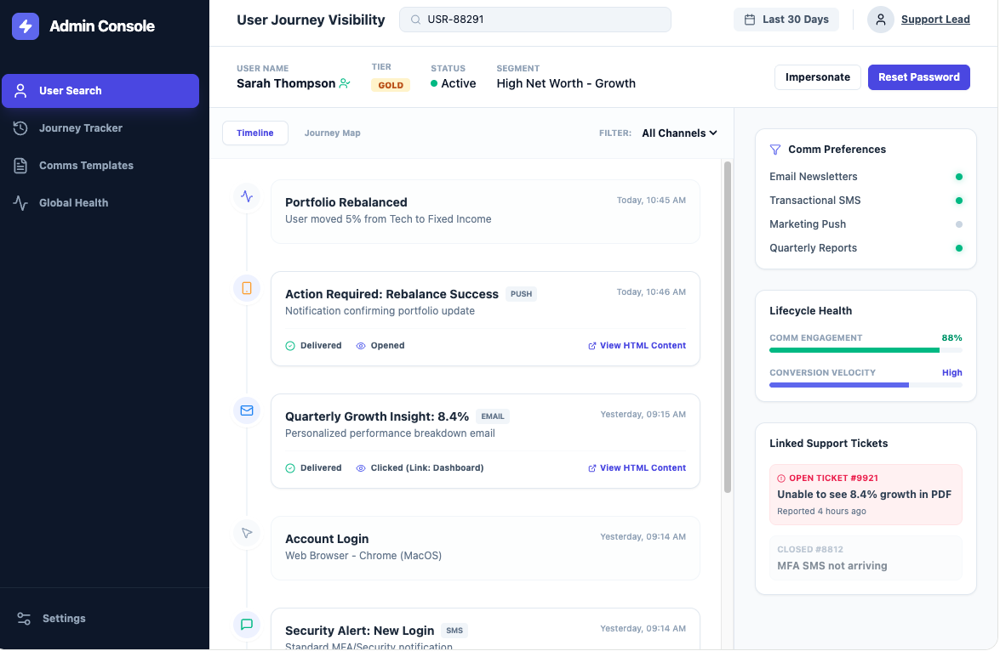 Admin Console
User Search
Journey Tracker
Comms Templates
Global Health
Settings
User Journey Visibility
USR-88291
Last 30 Days
Support Lead
USER NAME
Sarah Thompson
TIER
GOLD
STATUS
Active
SEGMENT
High Net Worth - Growth
Impersonate
Reset Password
Timeline
Journey Map
FILTER:
All Channels
Portfolio Rebalanced
Today, 10:45 AM
User moved 5% from Tech to Fixed Income
Action Required: Rebalance Success
PUSH
Today, 10:46 AM
Notification confirming portfolio update
Delivered
Opened
View HTML Content
Quarterly Growth Insight: 8.4%
EMAIL
Yesterday, 09:15 AM
Personalized performance breakdown email
Delivered
Clicked (Link: Dashboard)
View HTML Content
Account Login
Yesterday, 09:14 AM
Web Browser - Chrome (MacOS)
Security Alert: New Login
SMS
Yesterday, 09:14 AM
Standard MFA/Security notification
Comm Preferences
Email Newsletters
Transactional SMS
Marketing Push
Quarterly Reports
Lifecycle Health
COMM ENGAGEMENT
88%
CONVERSION VELOCITY
High
Linked Support Tickets
OPEN TICKET #9921
Unable to see 8.4% growth in PDF
Reported 4 hours ago
CLOSED #8812
MFA SMS not arriving